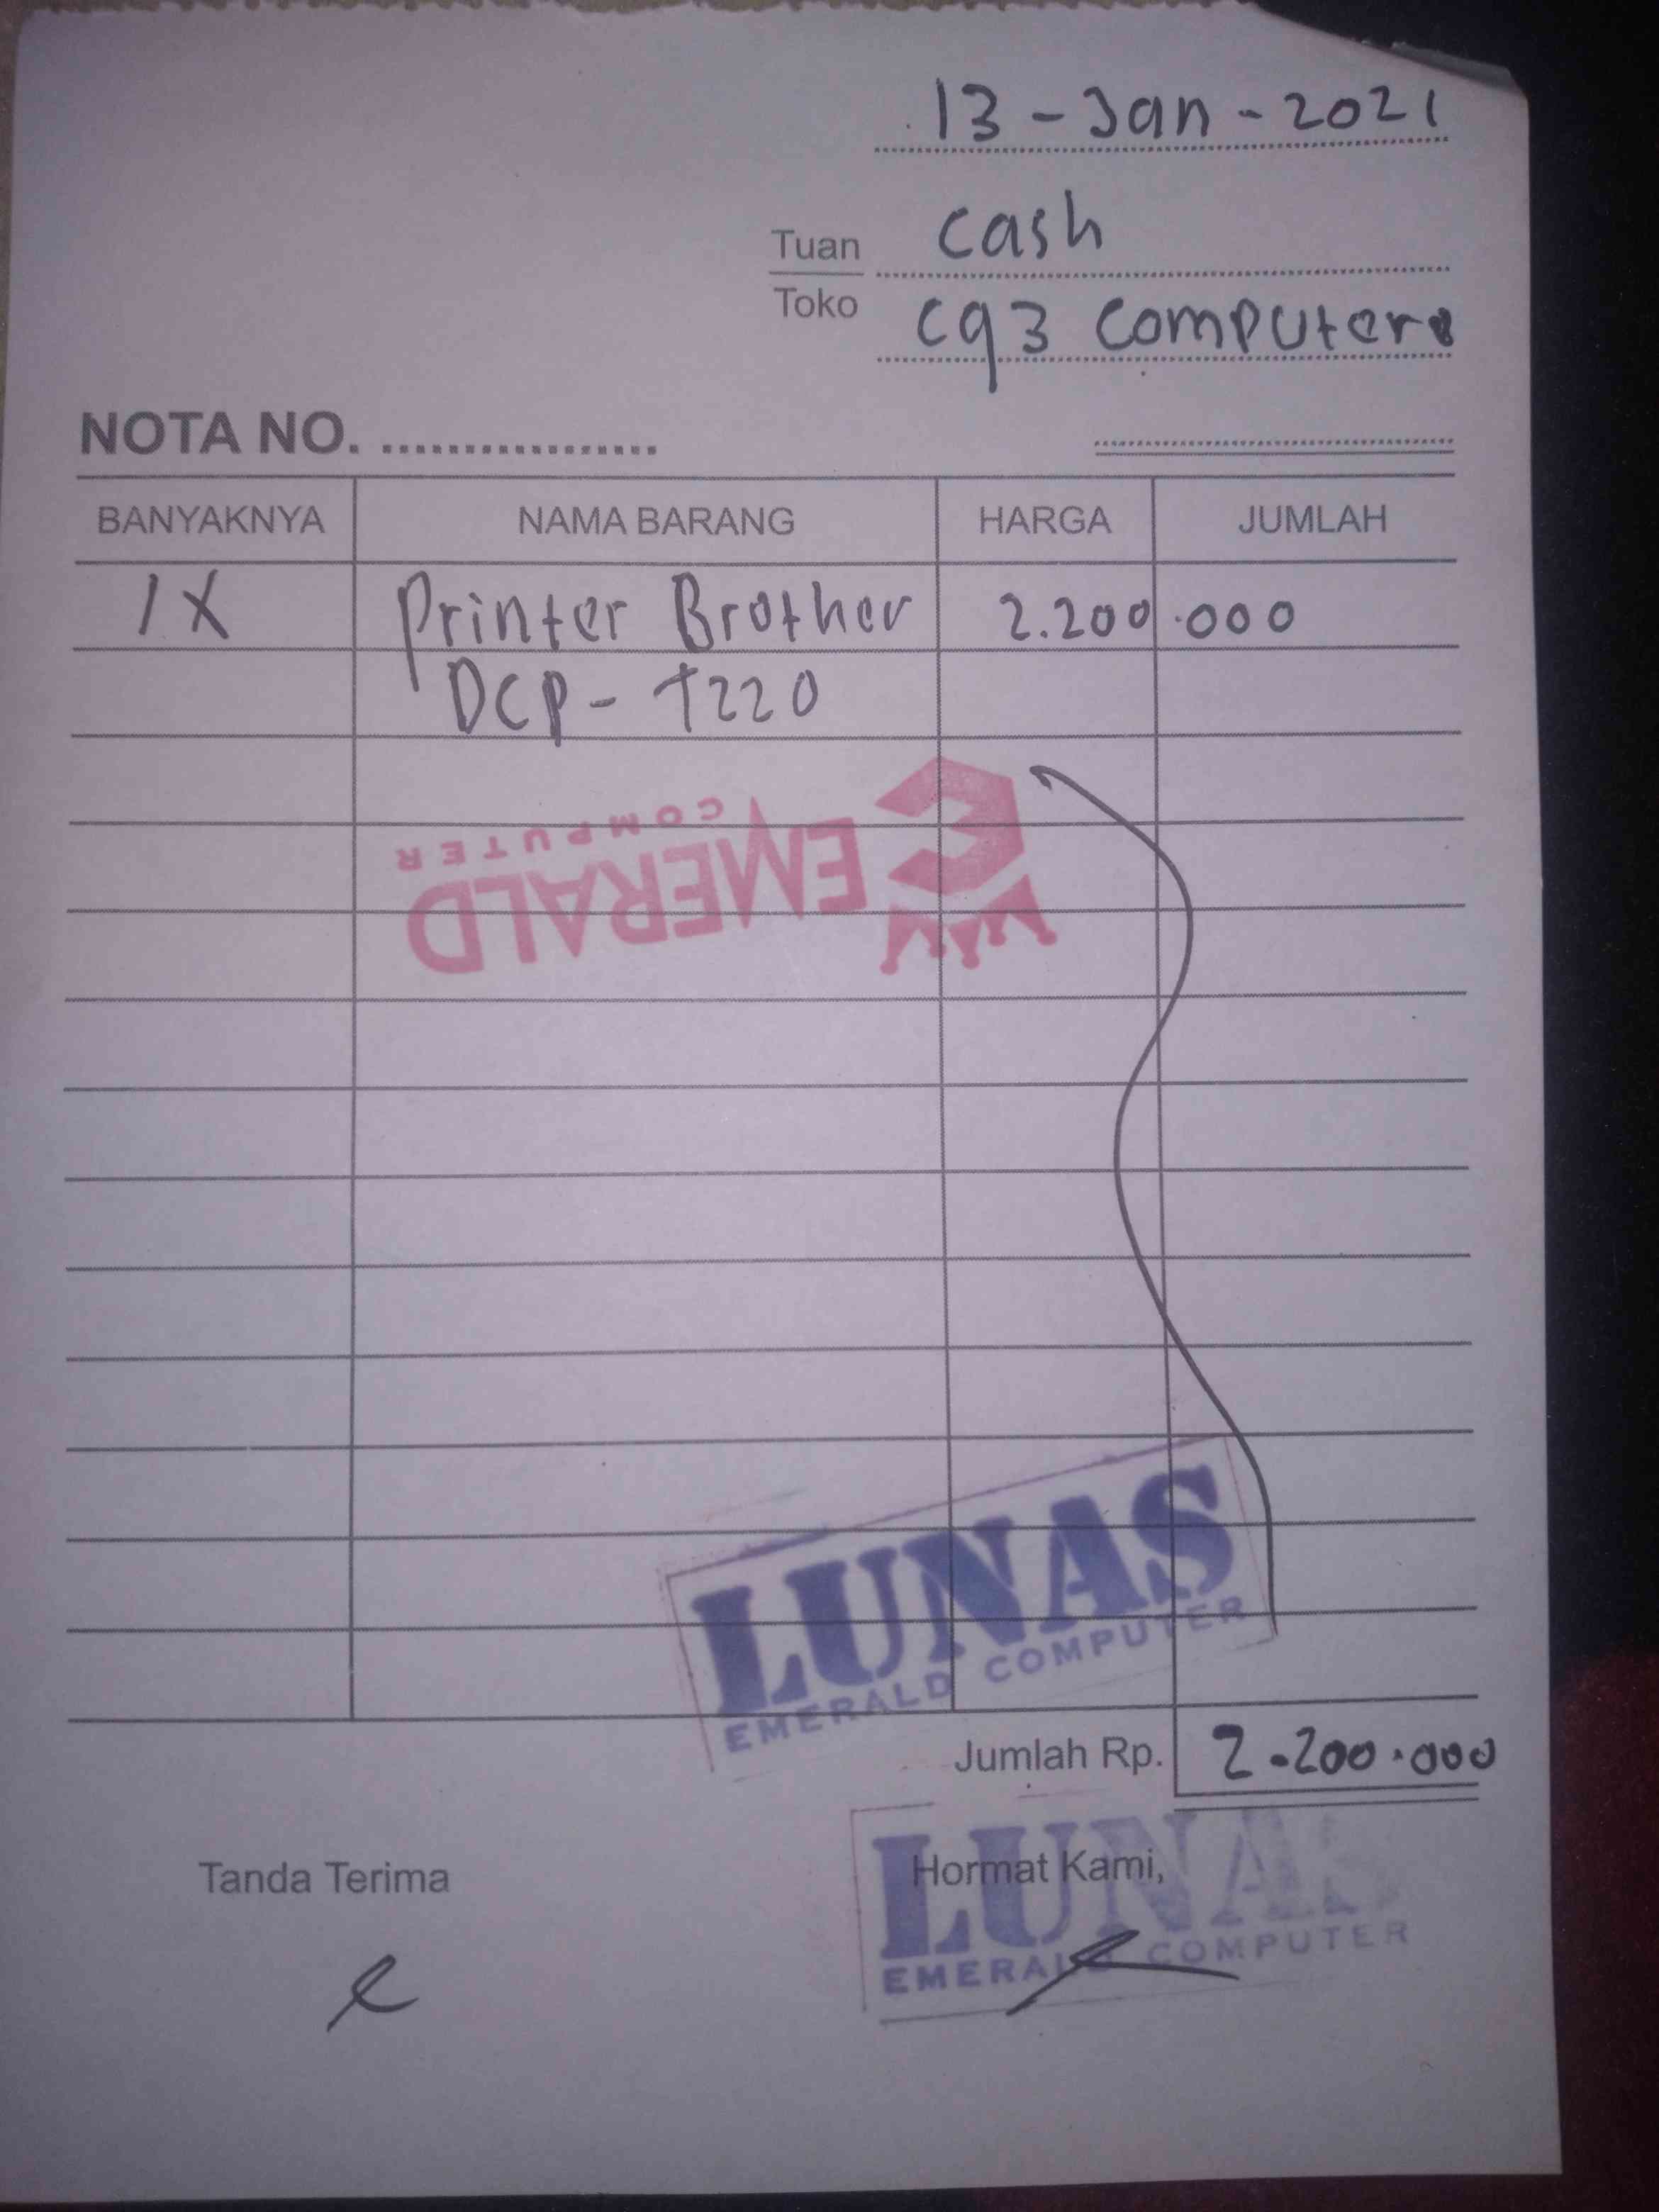 13 - Jan - 2021
Tuan cash
Toko cq3 computer
NOTA NO. .................
BANYAKNYA NAMA BARANG HARGA JUMLAH
1X Printer Brother 2.200.000
DCP - T220
EMERALD
COMPUTER
LUNAS
EMERALD COMPUTER
Jumlah Rp. 2.200.000
Tanda Terima Hormat Kami,
LUNAS
EMERALD COMPUTER